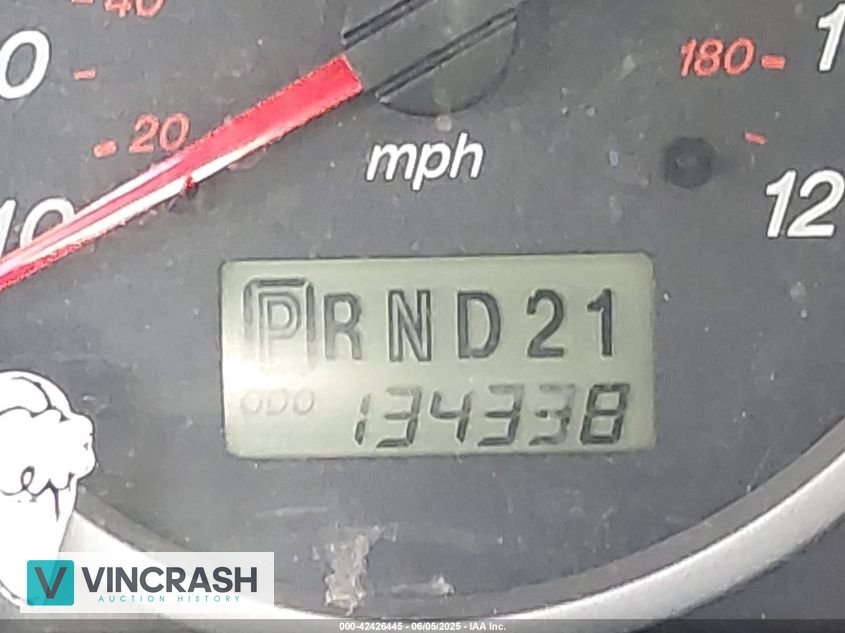 40
20
10
mph
180
12
PRND21
ODO 134338
VINCRASH
AUCTION HISTORY
000-42426445 - 06/05/2025 - IAA Inc.